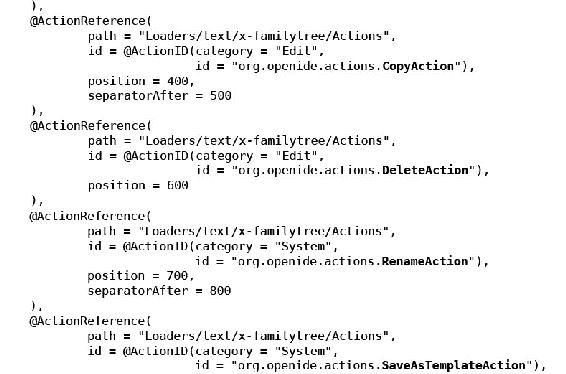 ),
@ActionReference(
path = "Loaders/text/x-familytree/Actions",
id = @ActionID(category = "Edit",
id = "org.openide.actions.CopyAction"),
position = 400,
separatorAfter = 500
),
@ActionReference(
path = "Loaders/text/x-familytree/Actions",
id = @ActionID(category = "Edit",
id = "org.openide.actions.DeleteAction"),
position = 600
),
@ActionReference(
path = "Loaders/text/x-familytree/Actions",
id = @ActionID(category = "System",
id = "org.openide.actions.RenameAction"),
position = 700,
separatorAfter = 800
),
@ActionReference(
path = "Loaders/text/x-familytree/Actions",
id = @ActionID(category = "System",
id = "org.openide.actions.SaveAsTemplateAction"),